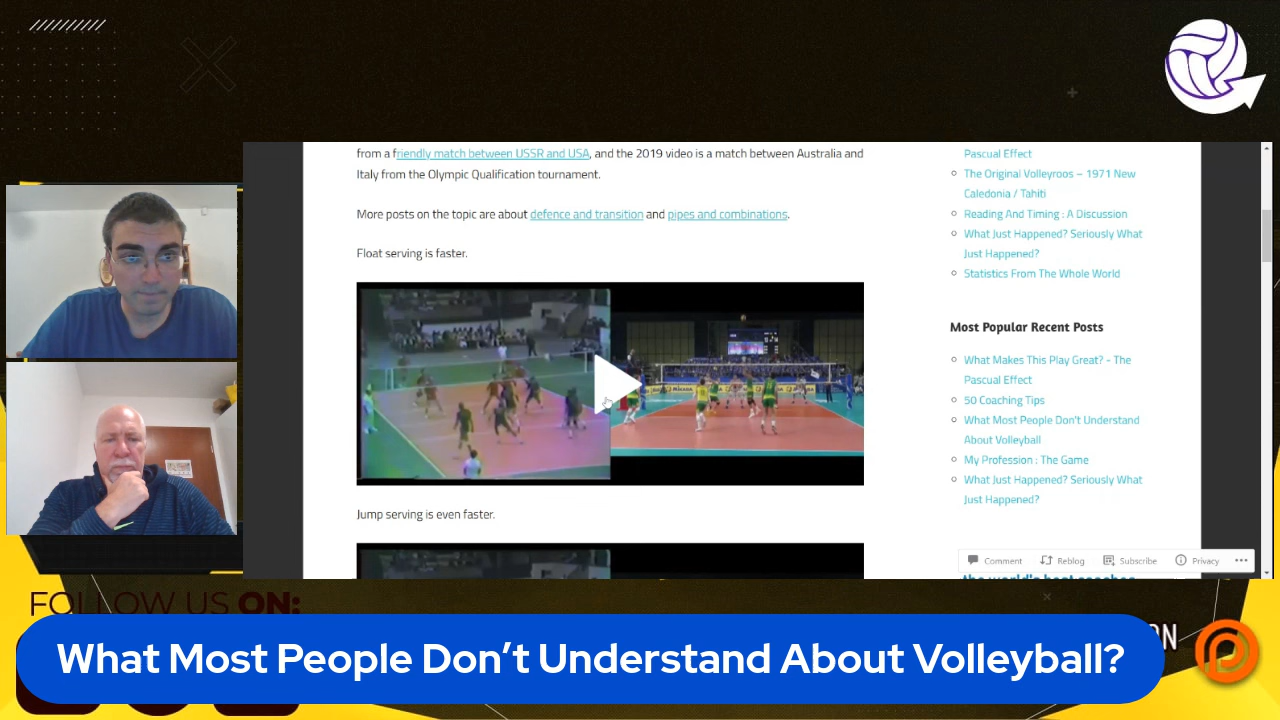 from a friendly match between USSR and USA, and the 2019 video is a match between Australia and
Italy from the Olympic Qualification tournament.
More posts on the topic are about defence and transition and pipes and combinations.
Float serving is faster.
Jump serving is even faster.
Pascual Effect
The Original Volleyroos – 1971 New
Caledonia / Tahiti
Reading And Timing : A Discussion
What Just Happened? Seriously What
Just Happened?
Statistics From The Whole World
Most Popular Recent Posts
What Makes This Play Great? - The
Pascual Effect
50 Coaching Tips
What Most People Don't Understand
About Volleyball
My Profession : The Game
What Just Happened? Seriously What
Just Happened?
Comment Reblog Subscribe Privacy
the world's best coaches
FOLLOW US ON:
What Most People Don’t Understand About Volleyball?